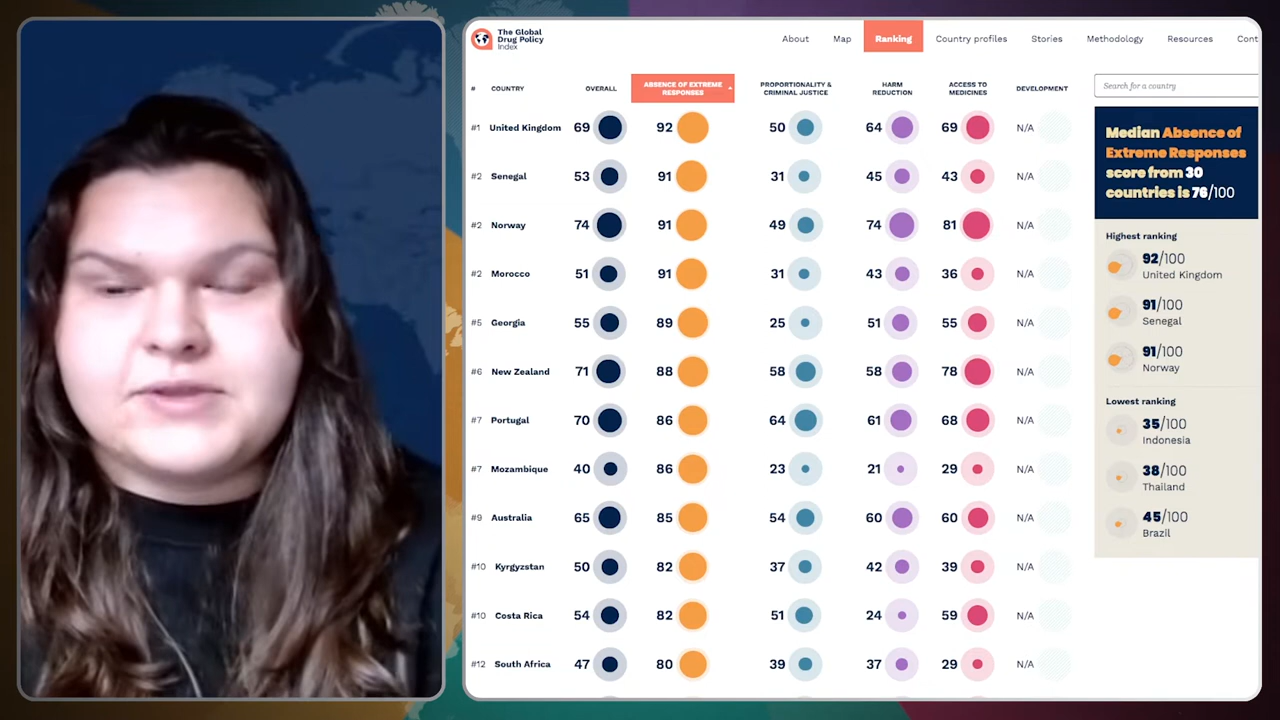 The Global
Drug Policy
Index
About Map Ranking Country profiles Stories Methodology Resources Cont
# COUNTRY OVERALL ABSENCE OF EXTREME RESPONSES PROPORTIONALITY & CRIMINAL JUSTICE HARM REDUCTION ACCESS TO MEDICINES DEVELOPMENT
#1 United Kingdom 69 92 50 64 69 N/A
#2 Senegal 53 91 31 45 43 N/A
#2 Norway 74 91 49 74 81 N/A
#2 Morocco 51 91 31 43 36 N/A
#5 Georgia 55 89 25 51 55 N/A
#6 New Zealand 71 88 58 58 78 N/A
#7 Portugal 70 86 64 61 68 N/A
#7 Mozambique 40 86 23 21 29 N/A
#9 Australia 65 85 54 60 60 N/A
#10 Kyrgyzstan 50 82 37 42 39 N/A
#10 Costa Rica 54 82 51 24 59 N/A
#12 South Africa 47 80 39 37 29 N/A
Search for a country
Median Absence of
Extreme Responses
score from 30
countries is 76/100
Highest ranking
92/100
United Kingdom
91/100
Senegal
91/100
Norway
Lowest ranking
35/100
Indonesia
38/100
Thailand
45/100
Brazil